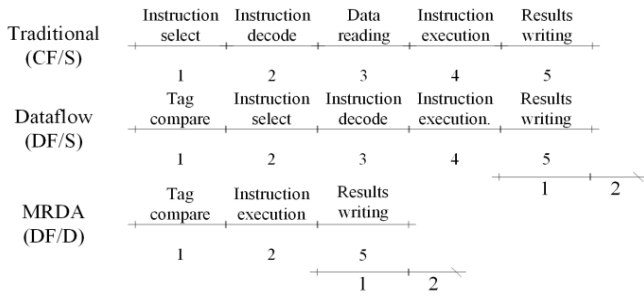 Traditional
(CF/S)
Instruction select
Instruction decode
Data reading
Instruction execution
Results writing
1 2 3 4 5
Dataflow
(DF/S)
Tag compare
Instruction select
Instruction decode
Instruction execution.
Results writing
1 2 3 4 5
1 2
MRDA
(DF/D)
Tag compare
Instruction execution
Results writing
1 2 5
1 2